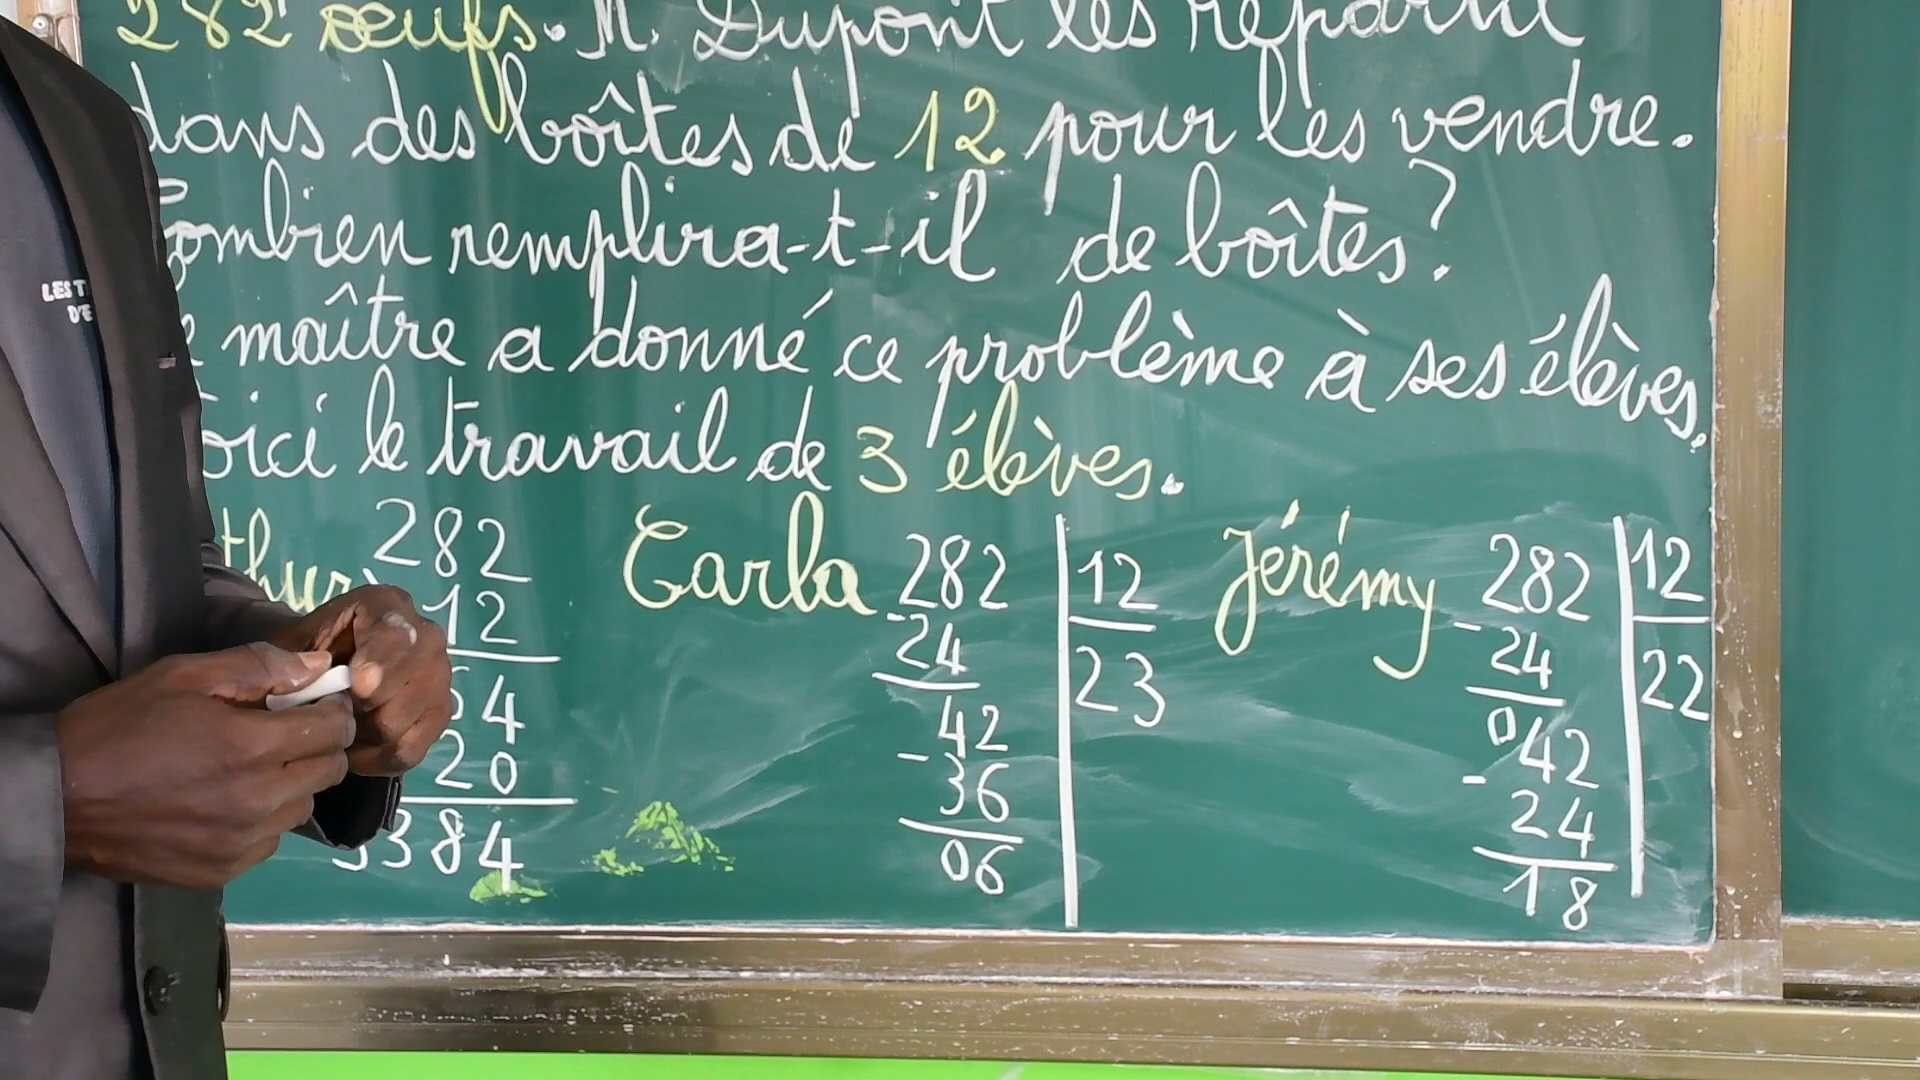 282 œufs. M. Dupont les répartit
dans des boîtes de 12 pour les vendre.
Combien remplira-t-il de boîtes?
maître a donné ce problème à ses élèves.
le travail de 3 élèves.
282
12
4
20
384
Carla
282 12
- 24 23
42
- 36
06
Jérémy
282 12
- 24 22
042
- 24
18
LES T
D'E